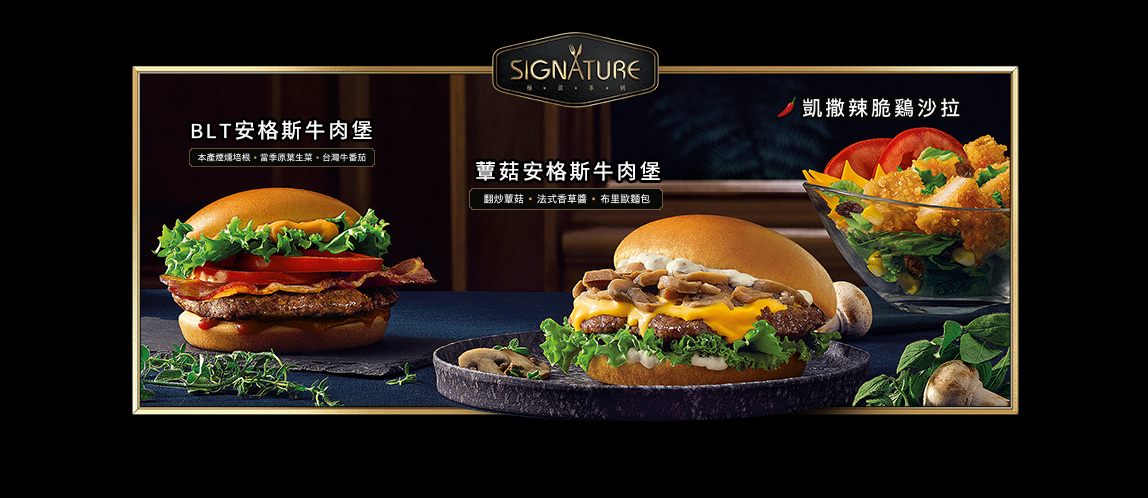 SIGNATURE
極・選・系・列
BLT安格斯牛肉堡
本產煙燻培根・當季原葉生菜・台灣牛番茄
蕈菇安格斯牛肉堡
翻炒蕈菇・法式香草醬・布里歐麵包
凱撒辣脆鷄沙拉